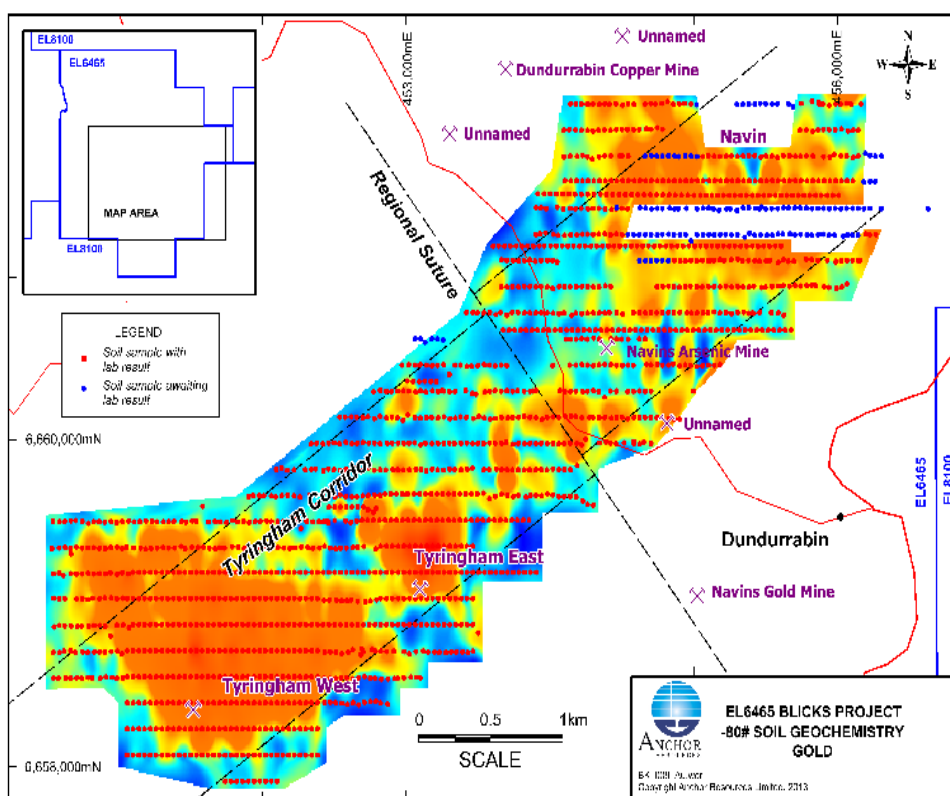 EL8100
EL6465
MAP AREA
EL8100
453,000mE
456,000mE
N
W
E
S
Unnamed
Dundurrabin Copper Mine
Unnamed
Navin
Regional Suture
LEGEND
Soil sample with
lab result
Soil sample awaiting
lab result
Navins Arsenic Mine
Unnamed
6,660,000mN
Tyringham Corridor
EL6465
EL8100
Dundurrabin
Tyringham East
Navins Gold Mine
Tyringham West
0 0.5 1km
SCALE
6,658,000mN
ANCHOR
RESOURCES
EL6465 BLICKS PROJECT
-80# SOIL GEOCHEMISTRY
GOLD
Copyright Anchor Resources Limited, 2013